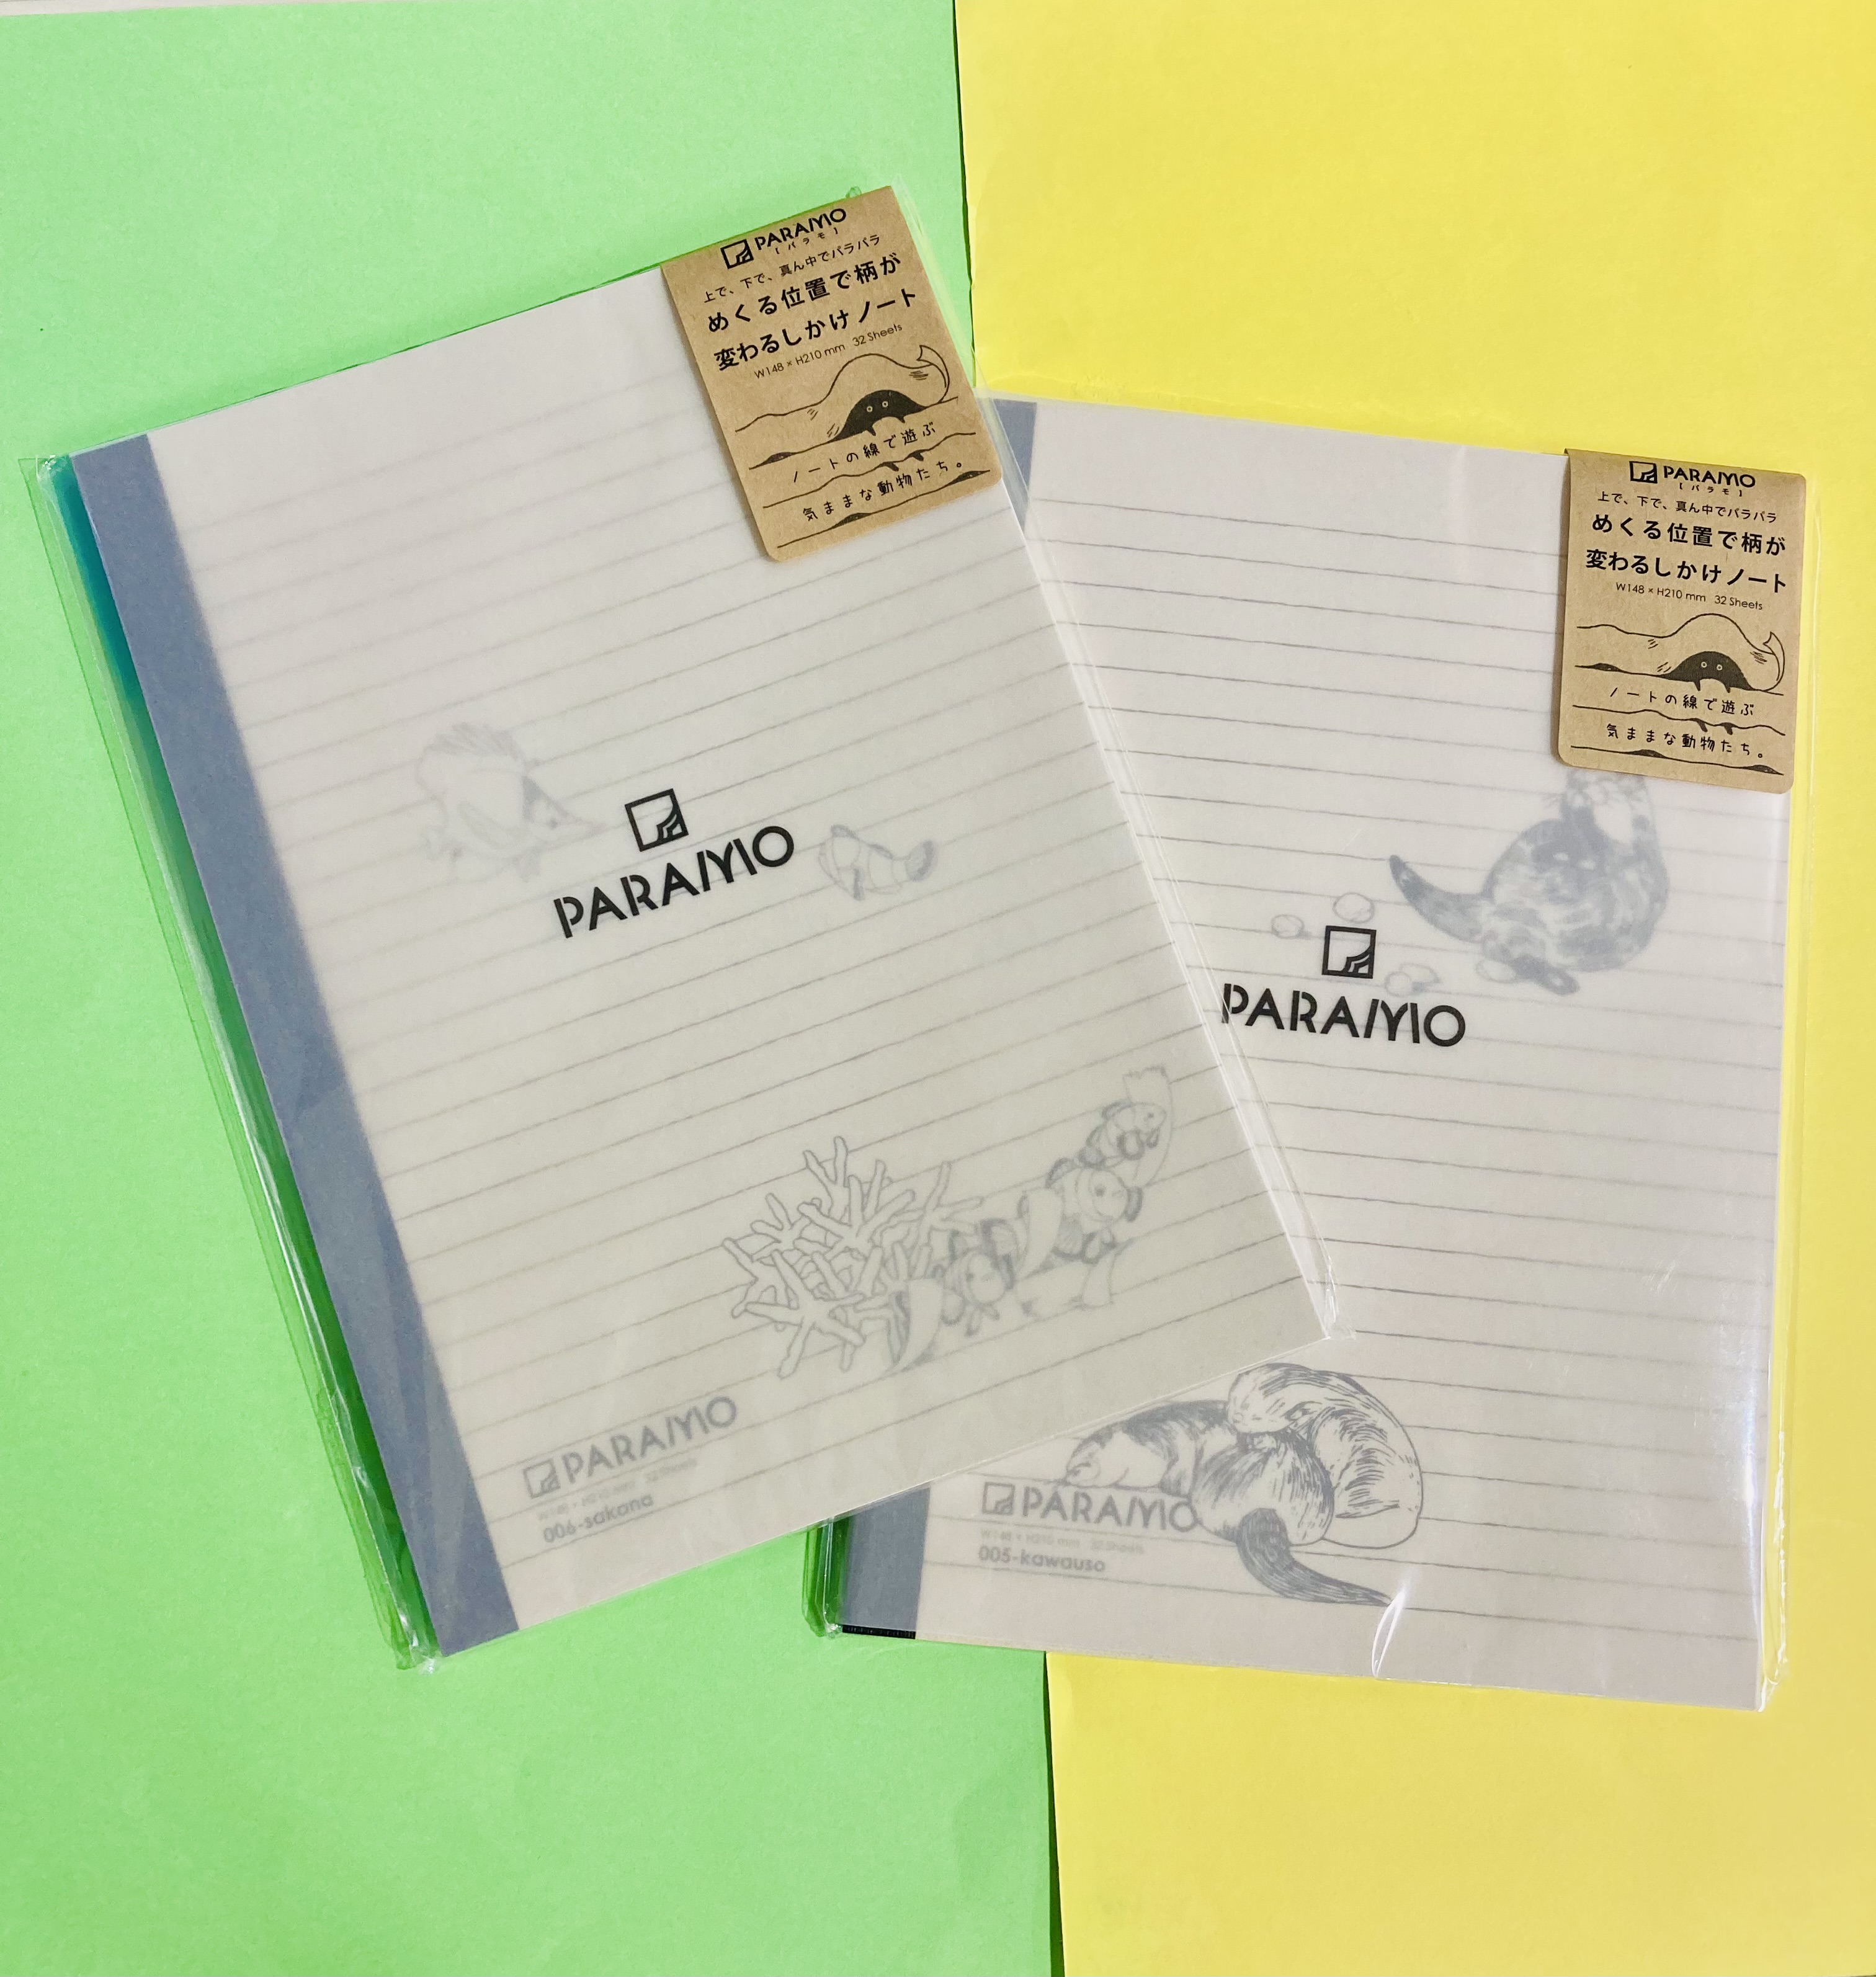 PARAMO
【パラモ】
上で、下で、真ん中でパラパラ
めくる位置で柄が
変わるしかけノート
W148 × H210 mm 32 Sheets
ノートの線で遊ぶ
気ままな動物たち。
PARAMO
PARAMO
W148 × H210 mm 32 Sheets
006-sakana
PARAMO
【パラモ】
上で、下で、真ん中でパラパラ
めくる位置で柄が
変わるしかけノート
W148 × H210 mm 32 Sheets
ノートの線で遊ぶ
気ままな動物たち。
PARAMO
PARAMO
W148 × H210 mm 32 Sheets
005-kawauso